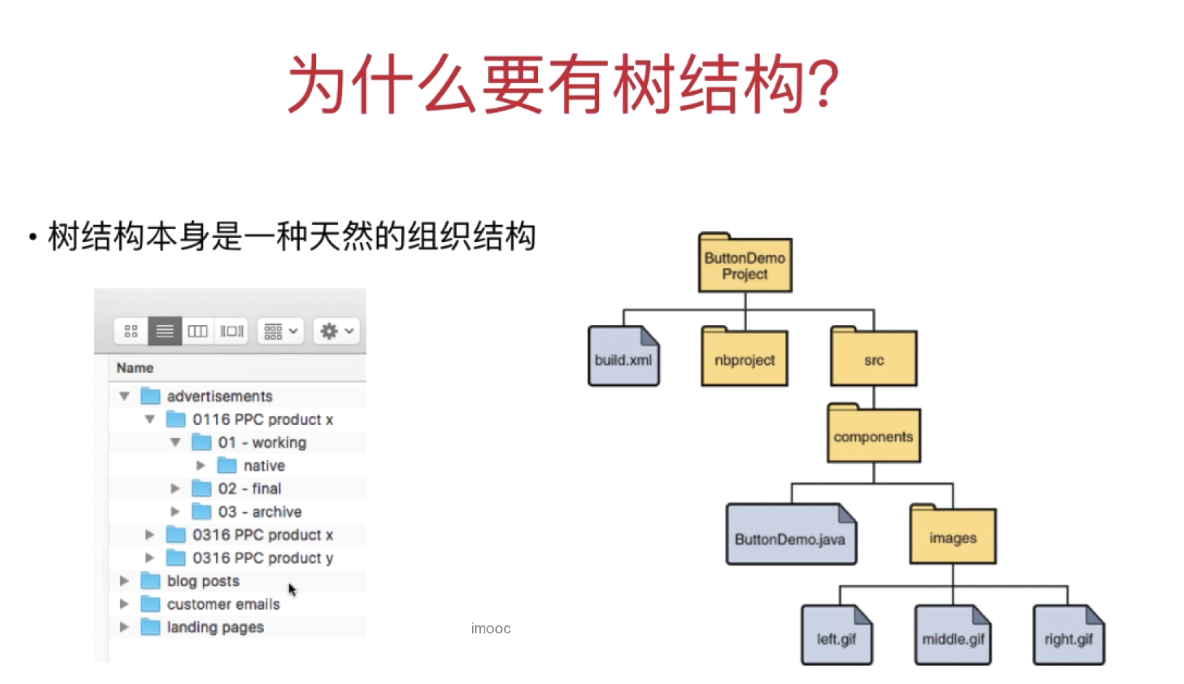 为什么要有树结构?
• 树结构本身是一种天然的组织结构
Name
advertisements
0116 PPC product x
01 - working
native
02 - final
03 - archive
0316 PPC product x
0316 PPC product y
blog posts
customer emails
landing pages
imooc
ButtonDemo
Project
build.xml
nbproject
src
components
ButtonDemo.java
images
left.gif
middle.gif
right.gif